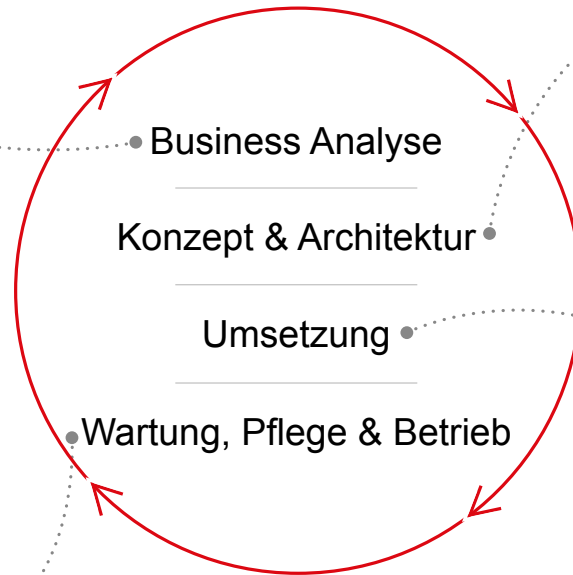 Business Analyse
Konzept & Architektur
Umsetzung
Wartung, Pflege & Betrieb